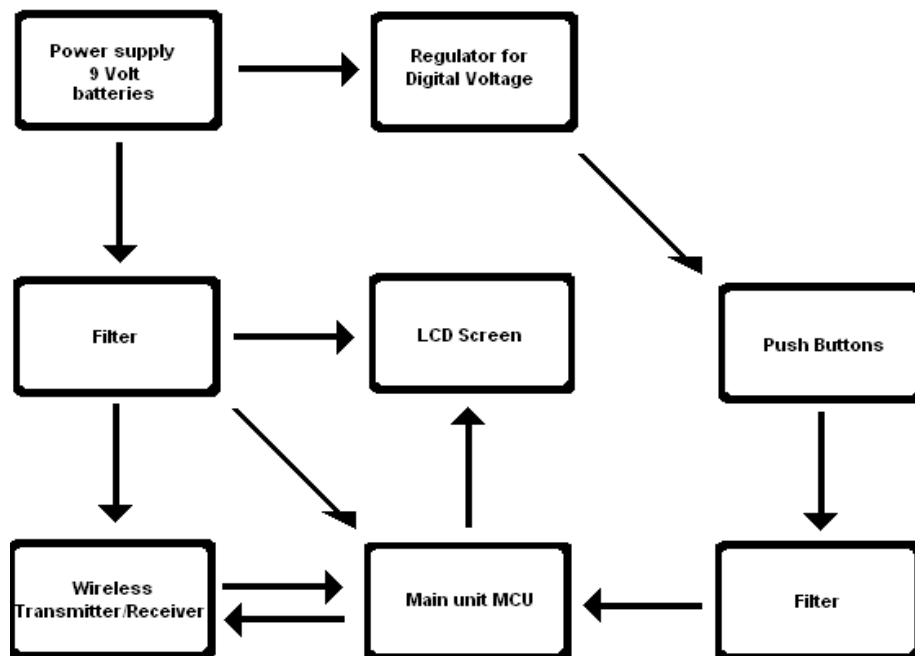 Power supply
9 Volt
batteries
Regulator for
Digital Voltage
Filter
LCD Screen
Push Buttons
Wireless
Transmitter/Receiver
Main unit MCU
Filter